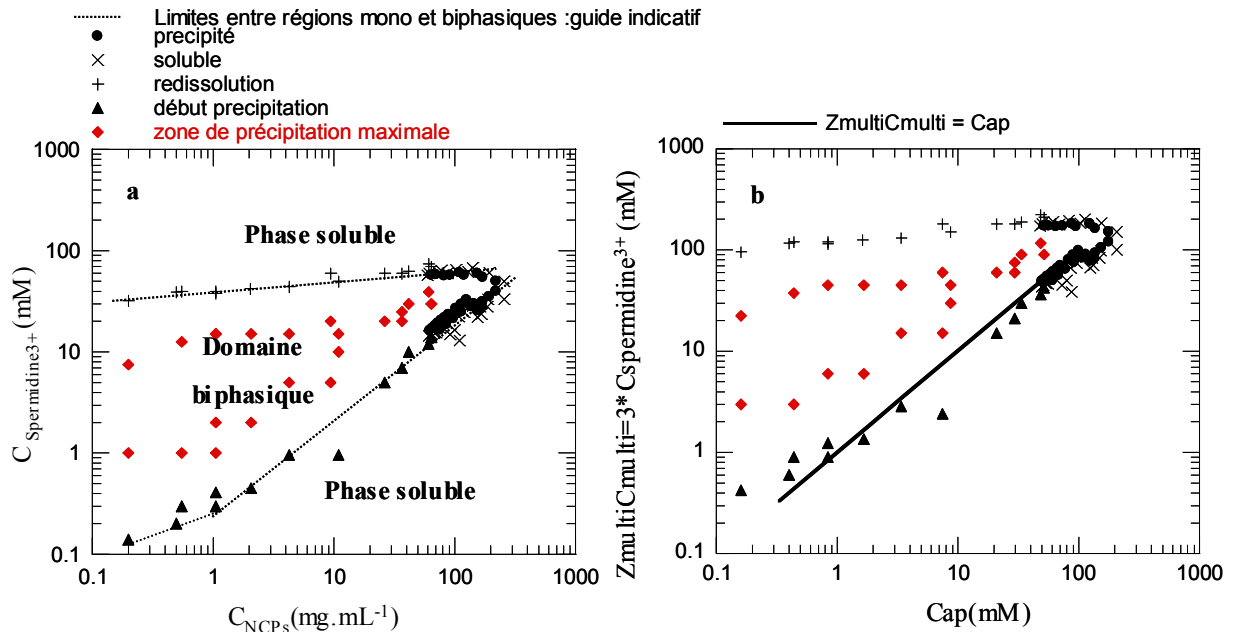 Limites entre régions mono et biphasiques :guide indicatif
precipité
soluble
redissolution
début precipitation
zone de précipitation maximale
ZmultiCmulti = Cap
a
Phase soluble
Domaine
biphasique
Phase soluble
1000
100
10
1
0.1
0.1 1 10 100 1000
C Spermidine3+ (mM)
C_NCPs(mg.mL⁻¹)
b
1000
100
10
1
0.1
0.1 1 10 100 1000
ZmultiCmulti=3* Cspermidine³⁺ (mM)
Cap(mM)